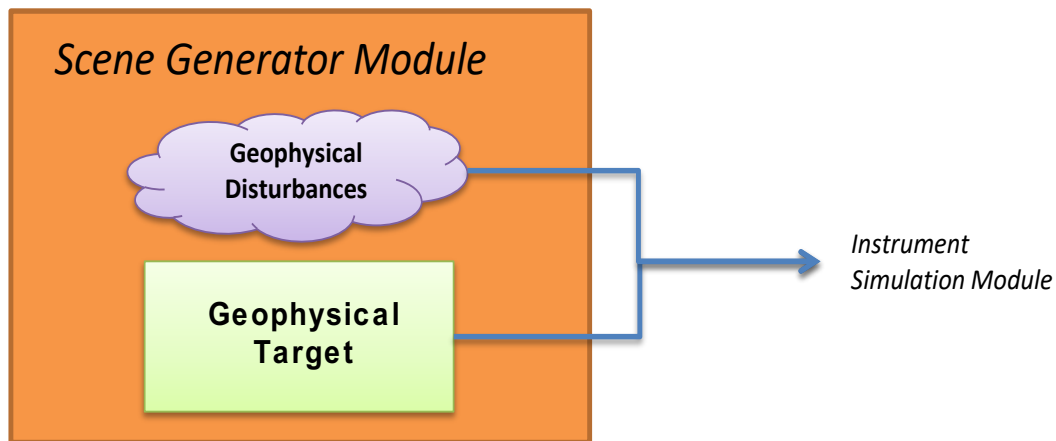 Scene Generator Module
Geophysical
Disturbances
Geophysical
Target
Instrument
Simulation Module